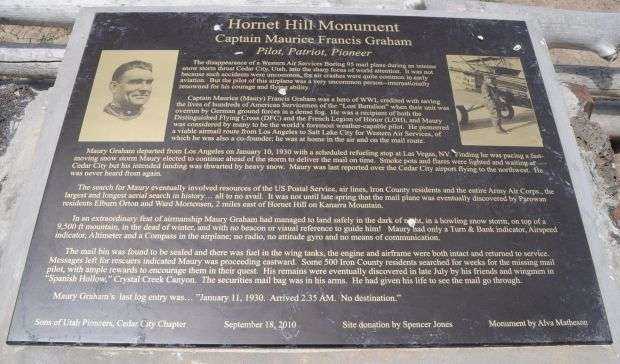 Hornet Hill Monument
Captain Maurice Francis Graham
Pilot, Patriot, Pioneer
The disappearance of a Western Air Services Boeing 95 mail plane during an intense
snow storm thrust Cedar City, Utah, into the sharp focus of world attention. It was not
because such accidents were uncommon, for air crashes were quite common in early
aviation. But the pilot of this airplane was a very uncommon person—internationally
renowned for his courage and flying ability.
Captain Maurice (Maury) Francis Graham was a hero of WWI, credited with saving
the lives of hundreds of American Servicemen of the "Lost Battalion" when their unit was
overrun by German ground forces in a dense fog. He was a recipient of both the
Distinguished Flying Cross (DFC) and the French Legion of Honor (LOH), and Maury
was considered by many to be the world's foremost weather-capable pilot. He pioneered
a viable airmail route from Los Angeles to Salt Lake City for Western Air Services, of
which he was also a co-founder; he was at home in the air and on the mail route.
Maury Graham departed from Los Angeles on January 10, 1930 with a scheduled refueling stop at Las Vegas, NV. Finding he was pacing a fast-
moving snow storm Maury elected to continue ahead of the storm to deliver the mail on time. Smoke pots and flares were lighted and waiting at
Cedar City but his intended landing was thwarted by heavy snow. Maury was last reported over the Cedar City airport flying to the northwest. He
was never heard from again.
The search for Maury eventually involved resources of the US Postal Service, air lines, Iron County residents and the entire Army Air Corps., the
largest and longest aerial search in history... all to no avail. It was not until late spring that the mail plane was eventually discovered by Parowan
residents Elburn Orton and Ward Mortensen, 2 miles east of Hornet Hill on Kanarra Mountain.
In an extraordinary feat of airmanship Maury Graham had managed to land safely in the dark of night, in a howling snow storm, on top of a
9,500 ft mountain, in the dead of winter, and with no beacon or visual reference to guide him! Maury had only a Turn & Bank indicator, Airspeed
indicator, Altimeter and a Compass in the airplane; no radio, no attitude gyro and no means of communication.
The mail bin was found to be sealed and there was fuel in the wing tanks, the engine and airframe were both intact and returned to service.
Messages left for rescuers indicated Maury was proceeding eastward. Some 500 Iron County residents searched for weeks for the missing mail
pilot, with ample rewards to encourage them in their quest. His remains were eventually discovered in late July by his friends and wingmen in
"Spanish Hollow," Crystal Creek Canyon. The securities mail bag was in his arms. He had given his life to see the mail go through.
Maury Graham's last log entry was... "January 11, 1930. Arrived 2.35 AM. No destination."
Sons of Utah Pioneers, Cedar City Chapter September 18, 2010 Site donation by Spencer Jones Monument by Alva Matheson